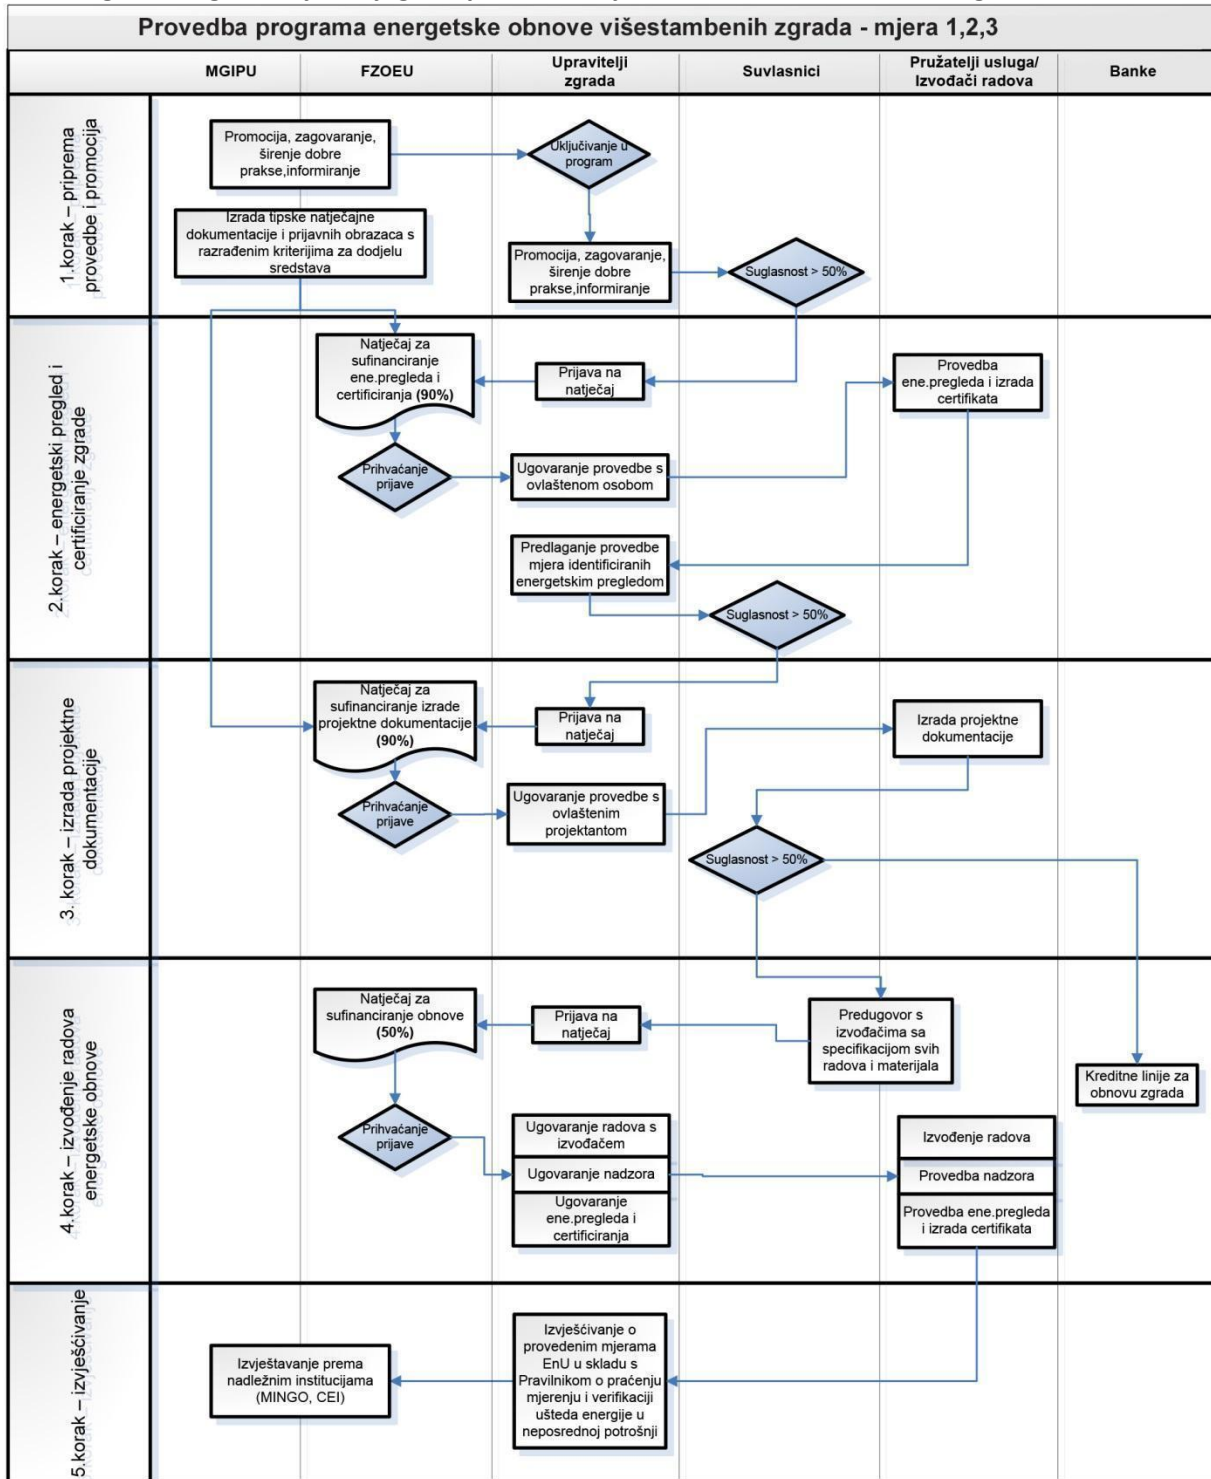 Provedba programa energetske obnove višestambenih zgrada - mjera 1,2,3
MGIPU
FZOEU
Upravitelji
zgrada
Suvlasnici
Pružatelji usluga/
Izvođači radova
Banke
1.korak – priprema
provedbe i promocija
Promocija, zagovaranje,
širenje dobre
prakse,informiranje
Uključivanje u
program
Izrada tipske natječajne
dokumentacije i prijavnih obrazaca s
razrađenim kriterijima za dodjelu
sredstava
Promocija, zagovaranje,
širenje dobre
prakse,informiranje
Suglasnost > 50%
2.korak – energetski pregled i
certificiranje zgrade
Natječaj za
sufinanciranje
ene.pregleda i
certificiranja (90%)
Prijava na
natječaj
Provedba
ene.pregleda i izrada
certifikata
Prihvaćanje
prijave
Ugovaranje provedbe s
ovlaštenom osobom
Predlaganje provedbe
mjera identificiranih
energetskim pregledom
Suglasnost > 50%
3. korak – izrada projektne
dokumentacije
Natječaj za
sufinanciranje izrade
projektne dokumentacije
(90%)
Prijava na
natječaj
Izrada projektne
dokumentacije
Prihvaćanje
prijave
Ugovaranje provedbe s
ovlaštenim
projektantom
Suglasnost > 50%
4.korak – izvođenje radova
energetske obnove
Natječaj za
sufinanciranje obnove
(50%)
Prijava na
natječaj
Predugovor s
izvođačima sa
specifikacijom svih
radova i materijala
Kreditne linije za
obnovu zgrada
Prihvaćanje
prijave
Ugovaranje radova s
izvođačem
Ugovaranje nadzora
Ugovaranje
ene.pregleda i
certificiranja
Izvođenje radova
Provedba nadzora
Provedba ene.pregleda
i izrada certifikata
5.korak – izvješćivanje
Izvještavanje prema
nadležnim institucijama
(MINGO, CEI)
Izvješćivanje o
provedenim mjerama
EnU u skladu s
Pravilnikom o praćenju
mjerenju i verifikaciji
ušteda energije u
neposrednoj potrošnji